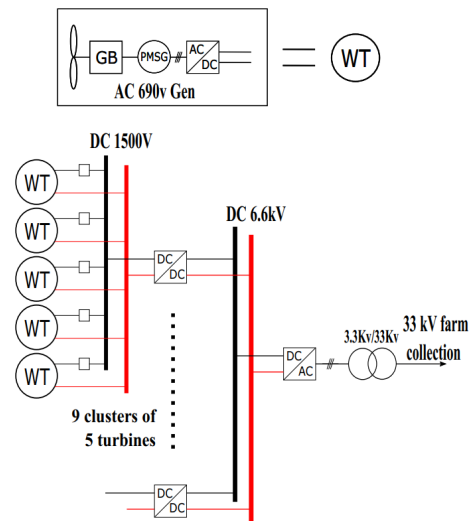 GB
PMSG
AC
DC
AC 690v Gen
WT
DC 1500V
WT
WT
WT
WT
WT
DC
DC
DC 6.6kV
9 clusters of
5 turbines
DC
AC
3.3Kv/33Kv
33 kV farm
collection
DC
DC